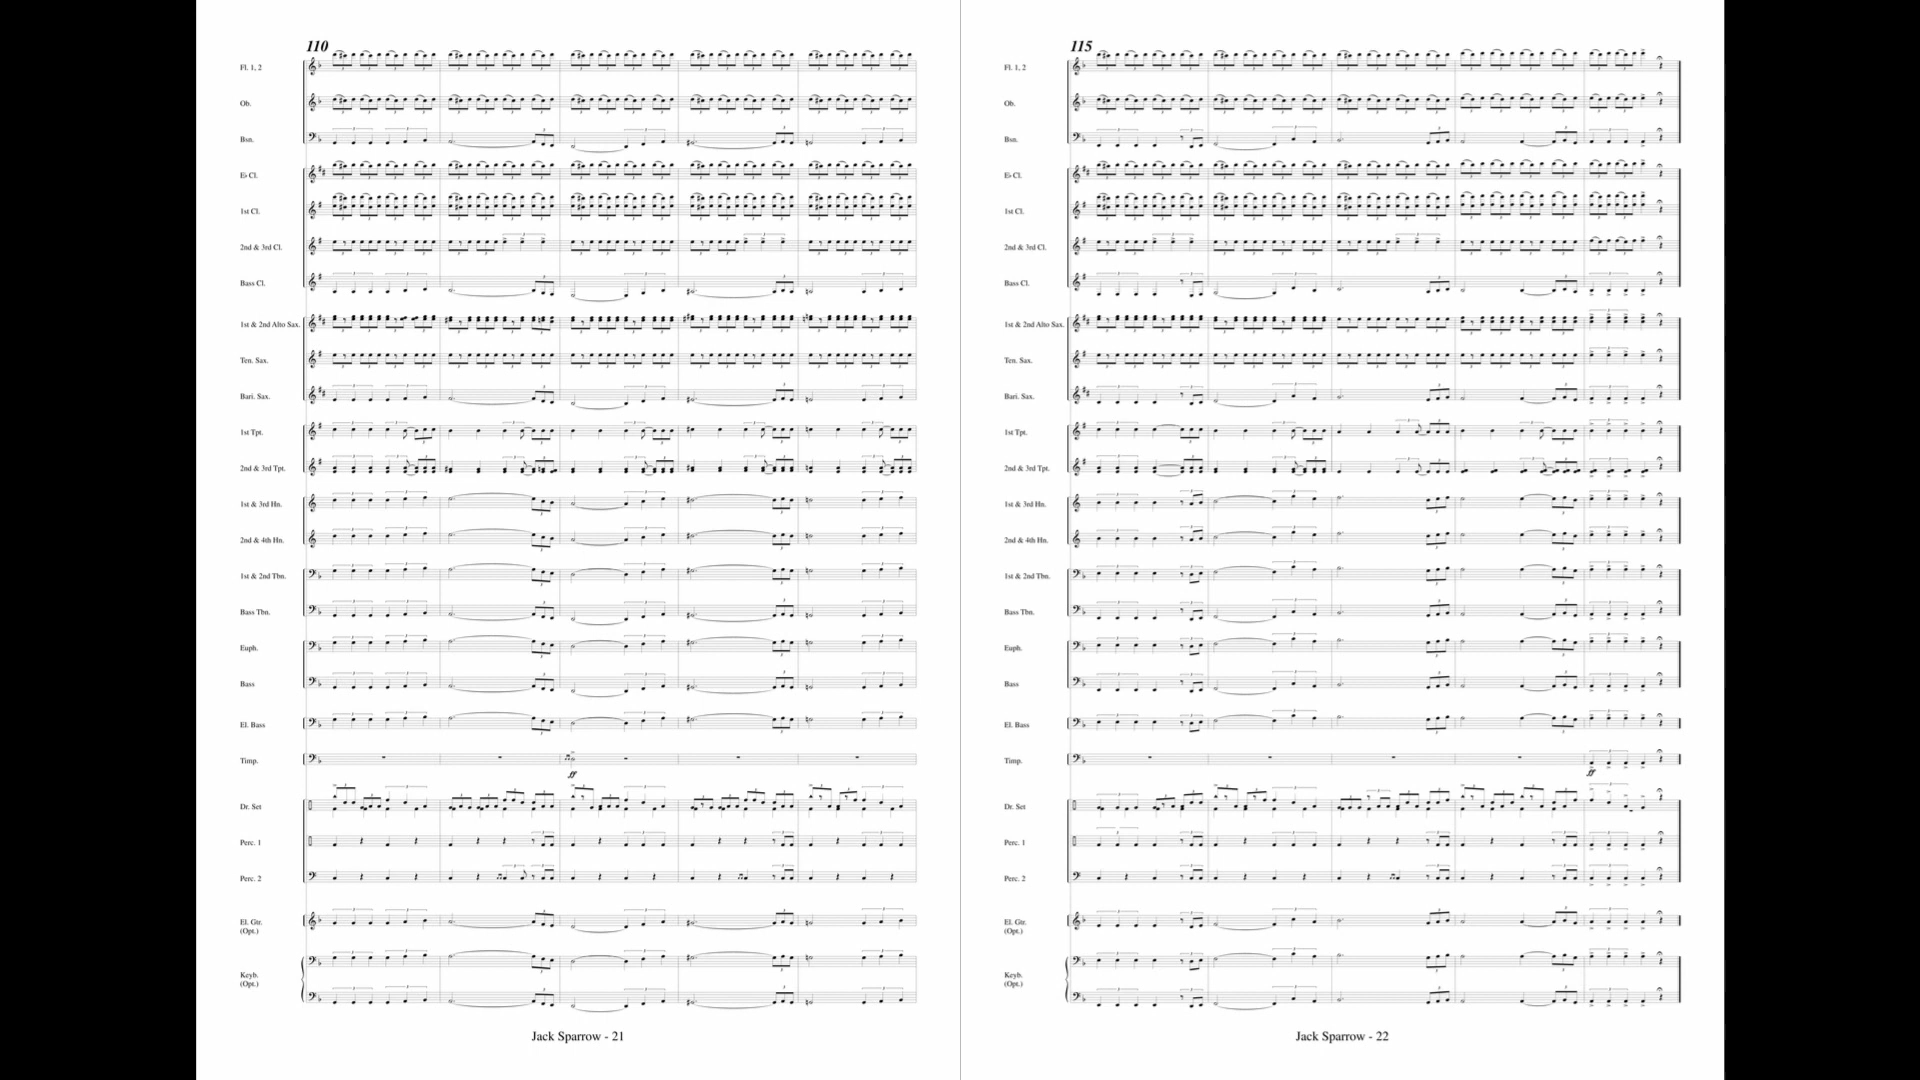 110
Fl. 1, 2
Ob.
Bsn.
E♭ Cl.
1st Cl.
2nd & 3rd Cl.
Bass Cl.
1st & 2nd Alto Sax.
Ten. Sax.
Bari. Sax.
1st Tpt.
2nd & 3rd Tpt.
1st & 3rd Hn.
2nd & 4th Hn.
1st & 2nd Tbn.
Bass Tbn.
Euph.
Bass
El. Bass
Timp.
ff
Dr. Set
Perc. 1
Perc. 2
El. Gtr.
(Opt.)
Keyb.
(Opt.)
Jack Sparrow - 21
115
Fl. 1, 2
Ob.
Bsn.
E♭ Cl.
1st Cl.
2nd & 3rd Cl.
Bass Cl.
1st & 2nd Alto Sax.
Ten. Sax.
Bari. Sax.
1st Tpt.
2nd & 3rd Tpt.
1st & 3rd Hn.
2nd & 4th Hn.
1st & 2nd Tbn.
Bass Tbn.
Euph.
Bass
El. Bass
Timp.
ff
Dr. Set
Perc. 1
Perc. 2
El. Gtr.
(Opt.)
Keyb.
(Opt.)
Jack Sparrow - 22